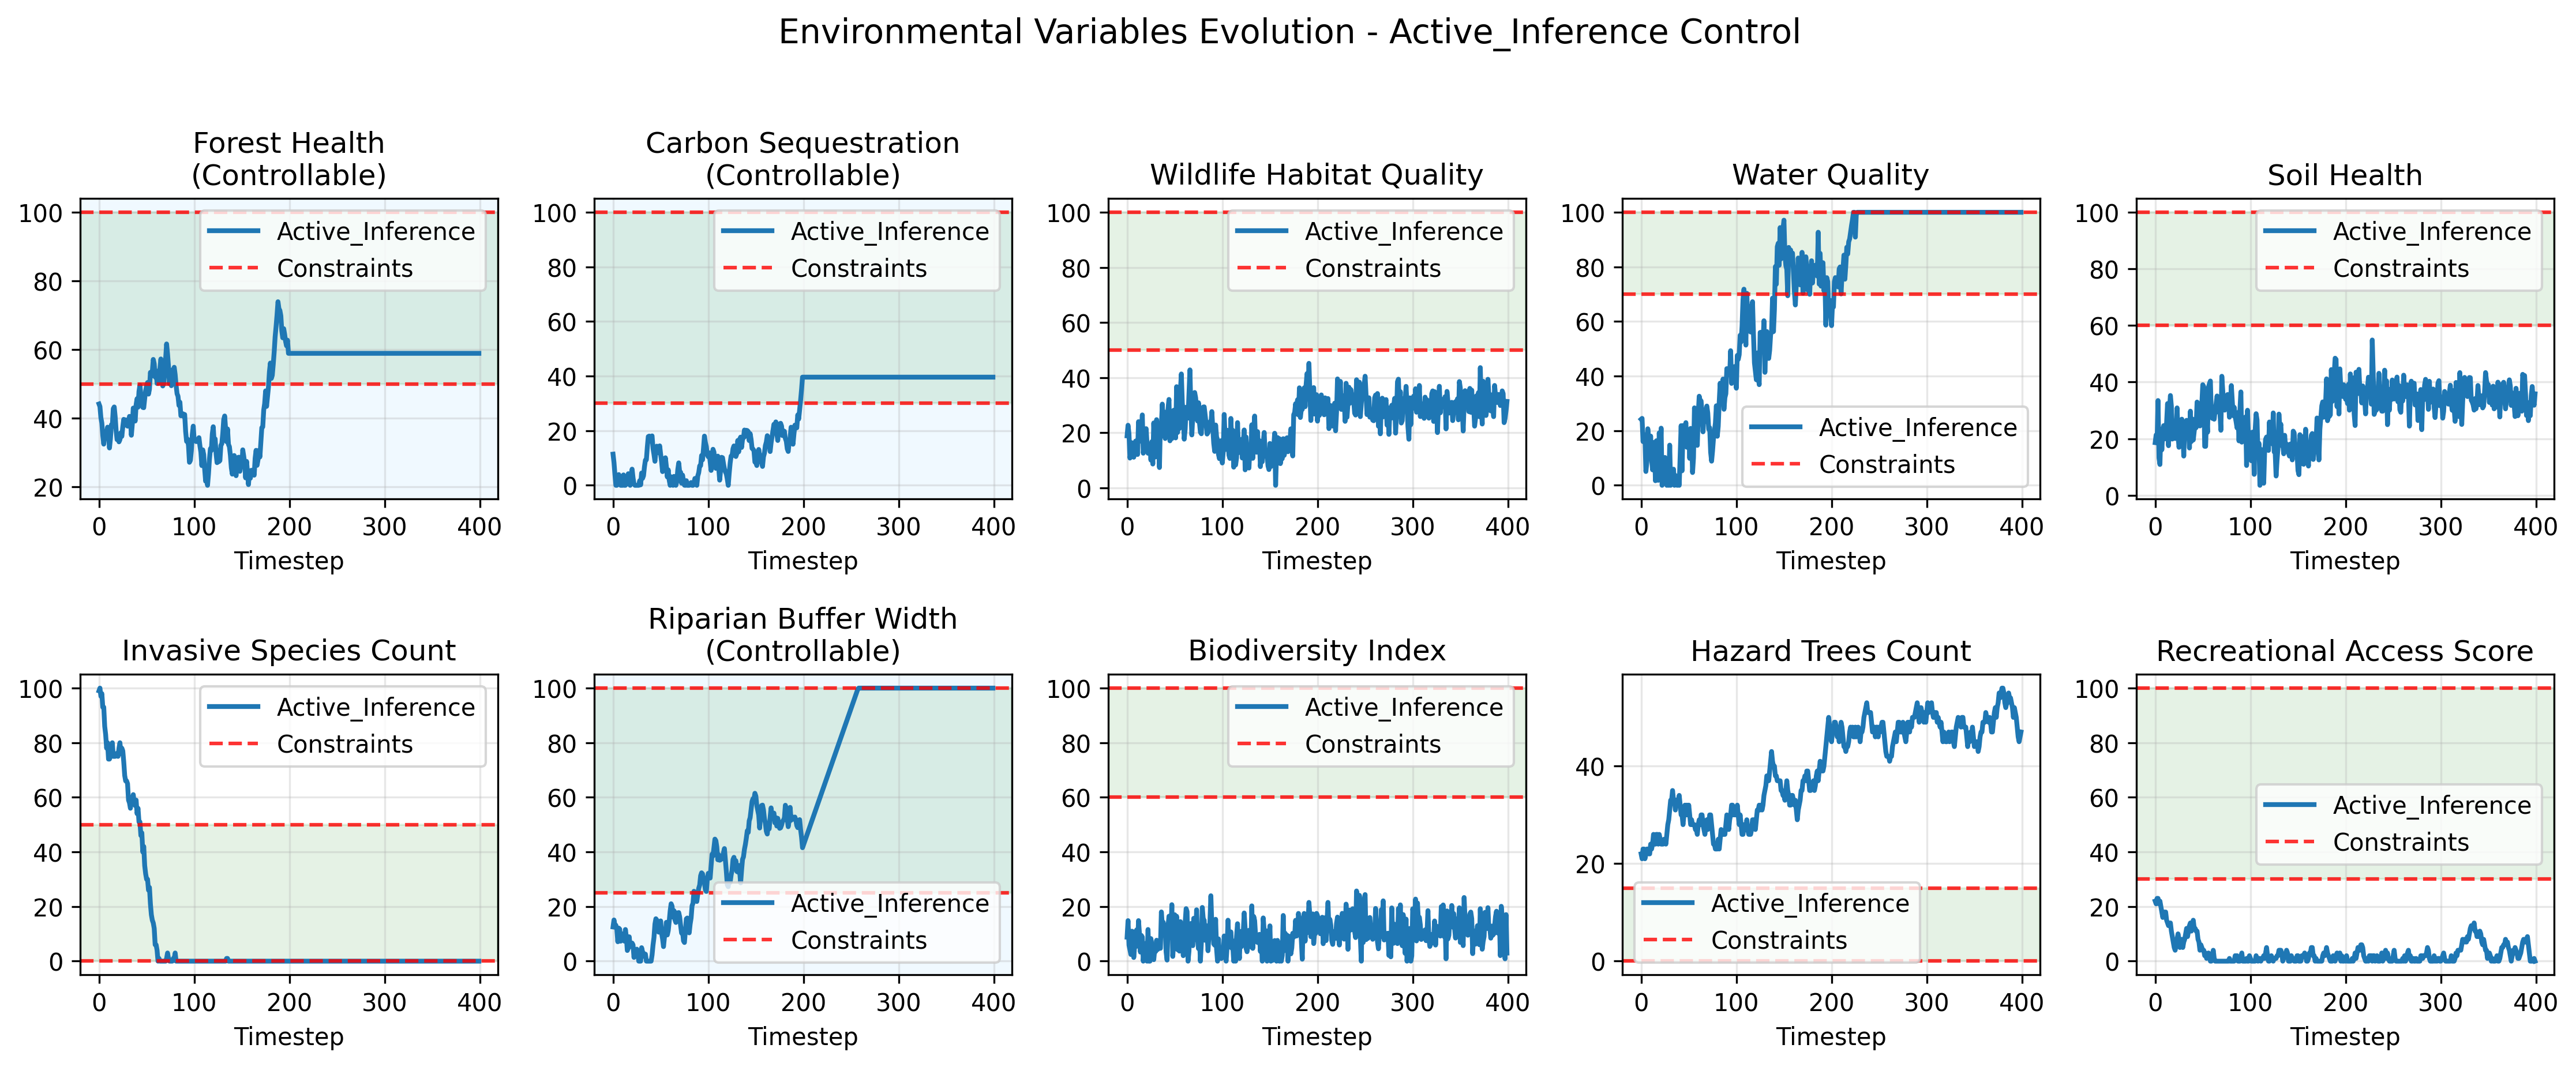 Environmental Variables Evolution - Active_Inference Control
Forest Health
(Controllable)
100
80
60
40
20
Active_Inference
Constraints
0 100 200 300 400
Timestep
Carbon Sequestration
(Controllable)
100
80
60
40
20
0
Active_Inference
Constraints
0 100 200 300 400
Timestep
Wildlife Habitat Quality
100
80
60
40
20
0
Active_Inference
Constraints
0 100 200 300 400
Timestep
Water Quality
100
80
60
40
20
0
Active_Inference
Constraints
0 100 200 300 400
Timestep
Soil Health
100
80
60
40
20
0
Active_Inference
Constraints
0 100 200 300 400
Timestep
Invasive Species Count
100
80
60
40
20
0
Active_Inference
Constraints
0 100 200 300 400
Timestep
Riparian Buffer Width
(Controllable)
100
80
60
40
20
0
Active_Inference
Constraints
0 100 200 300 400
Timestep
Biodiversity Index
100
80
60
40
20
0
Active_Inference
Constraints
0 100 200 300 400
Timestep
Hazard Trees Count
40
20
0
Active_Inference
Constraints
0 100 200 300 400
Timestep
Recreational Access Score
100
80
60
40
20
0
Active_Inference
Constraints
0 100 200 300 400
Timestep